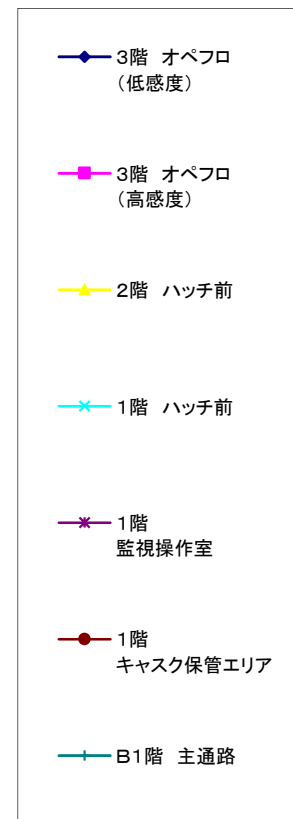 3階 オペフロ
（低感度）
3階 オペフロ
（高感度）
2階 ハッチ前
1階 ハッチ前
1階
監視操作室
1階
キャスク保管エリア
B1階 主通路